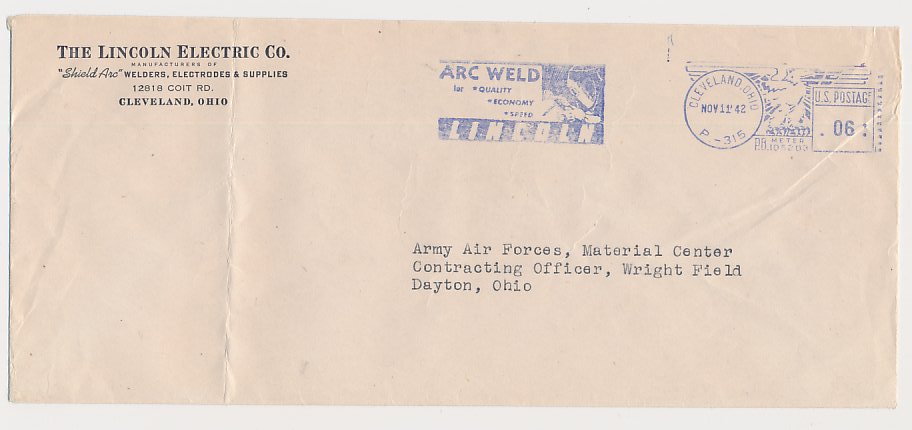 THE LINCOLN ELECTRIC CO.
MANUFACTURERS OF
"Shield Arc" WELDERS, ELECTRODES & SUPPLIES
12818 COIT RD.
CLEVELAND, OHIO
ARC WELD
for * QUALITY
* ECONOMY
* SPEED
LINCOLN
CLEVELAND, OHIO
NOV 11 '42
P-315
U.S. POSTAGE
.06
METER
P.B.
Army Air Forces, Material Center
Contracting Officer, Wright Field
Dayton, Ohio